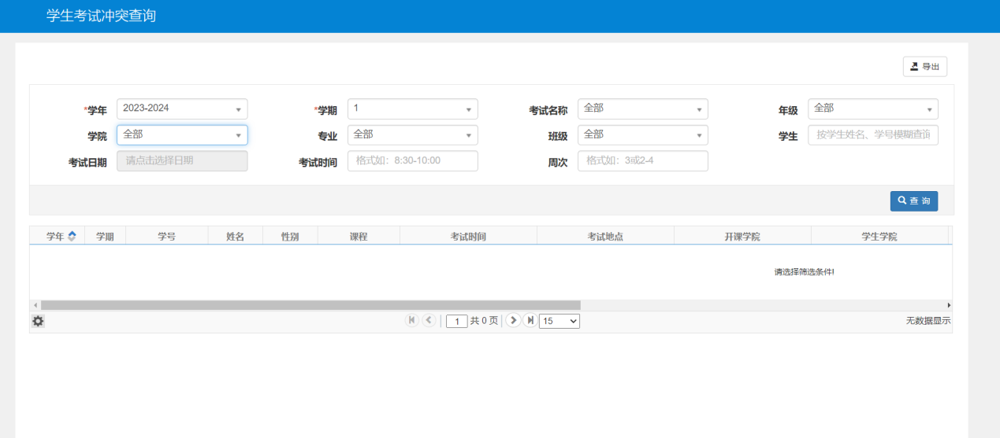 学生考试冲突查询
导出
*学年 2023-2024 *学期 1 考试名称 全部 年级 全部
学院 全部 专业 全部 班级 全部 学生 按学生姓名、学号模糊查询
考试日期 请点击选择日期 考试时间 格式如：8:30-10:00 周次 格式如：3或2-4
查 询
学年 学期 学号 姓名 性别 课程 考试时间 考试地点 开课学院 学生学院
请选择筛选条件!
1 共 0 页 15 无数据显示